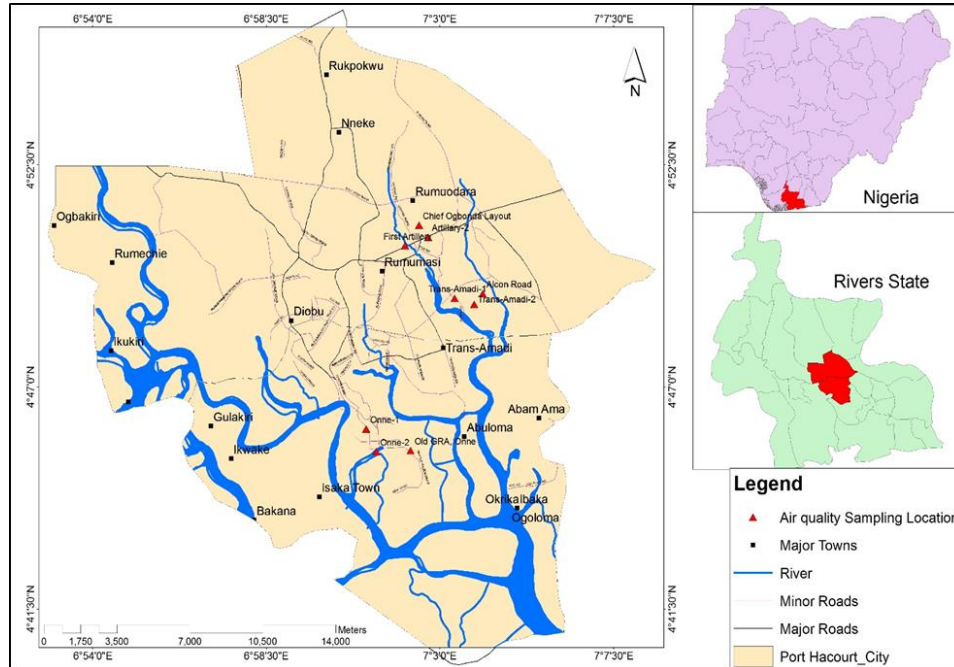 6°54'0"E 6°58'30"E 7°3'0"E 7°7'30"E
4°52'30"N
4°47'0"N
4°41'30"N
4°52'30"N
4°47'0"N
4°41'30"N
N
Rukpokwu
Nneke
Rumuodara
Ogbakiri
Chief Ogbonda Layout
Artillary-2
First Artillery
Rumechie
Rumumasi
Alcon Road
Trans-Amadi-1
Trans-Amadi-2
Diobu
Ikukiri
Trans-Amadi
Abam Ama
Gulakiri
Onne-1
Abuloma
Onne-2
Old GRA, Onne
Ikwake
Isaka Town
Bakana
Okrikaibaka
Ogoloma
0 1,750 3,500 7,000 10,500 14,000
Meters
6°54'0"E 6°58'30"E 7°3'0"E 7°7'30"E
Nigeria
Rivers State
Legend
Air quality Sampling Location
Major Towns
River
Minor Roads
Major Roads
Port Hacourt_City